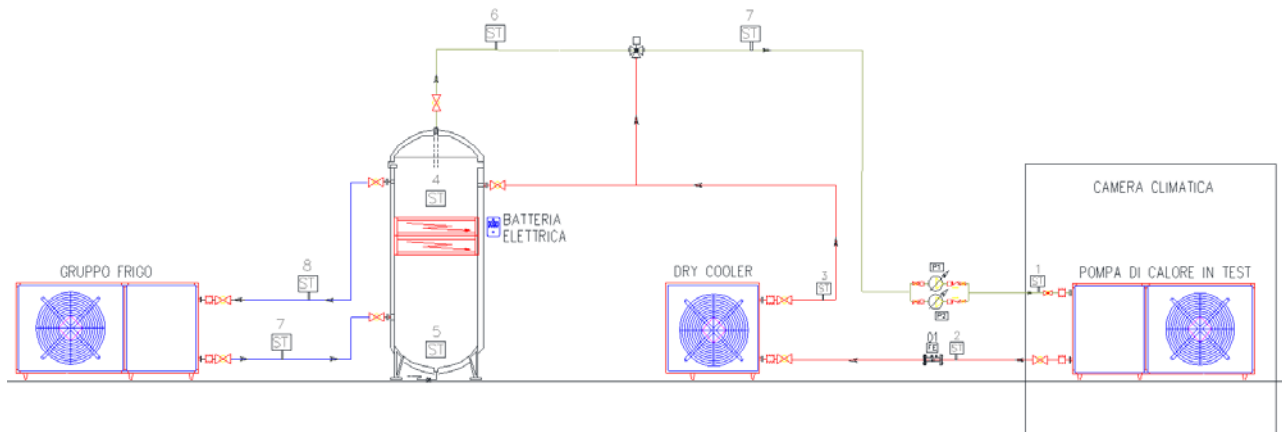 6
ST
7
ST
4
ST
BATTERIA
ELETTRICA
CAMERA CLIMATICA
GRUPPO FRIGO
8
ST
DRY COOLER
3
ST
P1
P2
1
ST
POMPA DI CALORE IN TEST
7
ST
5
ST
01
2
ST